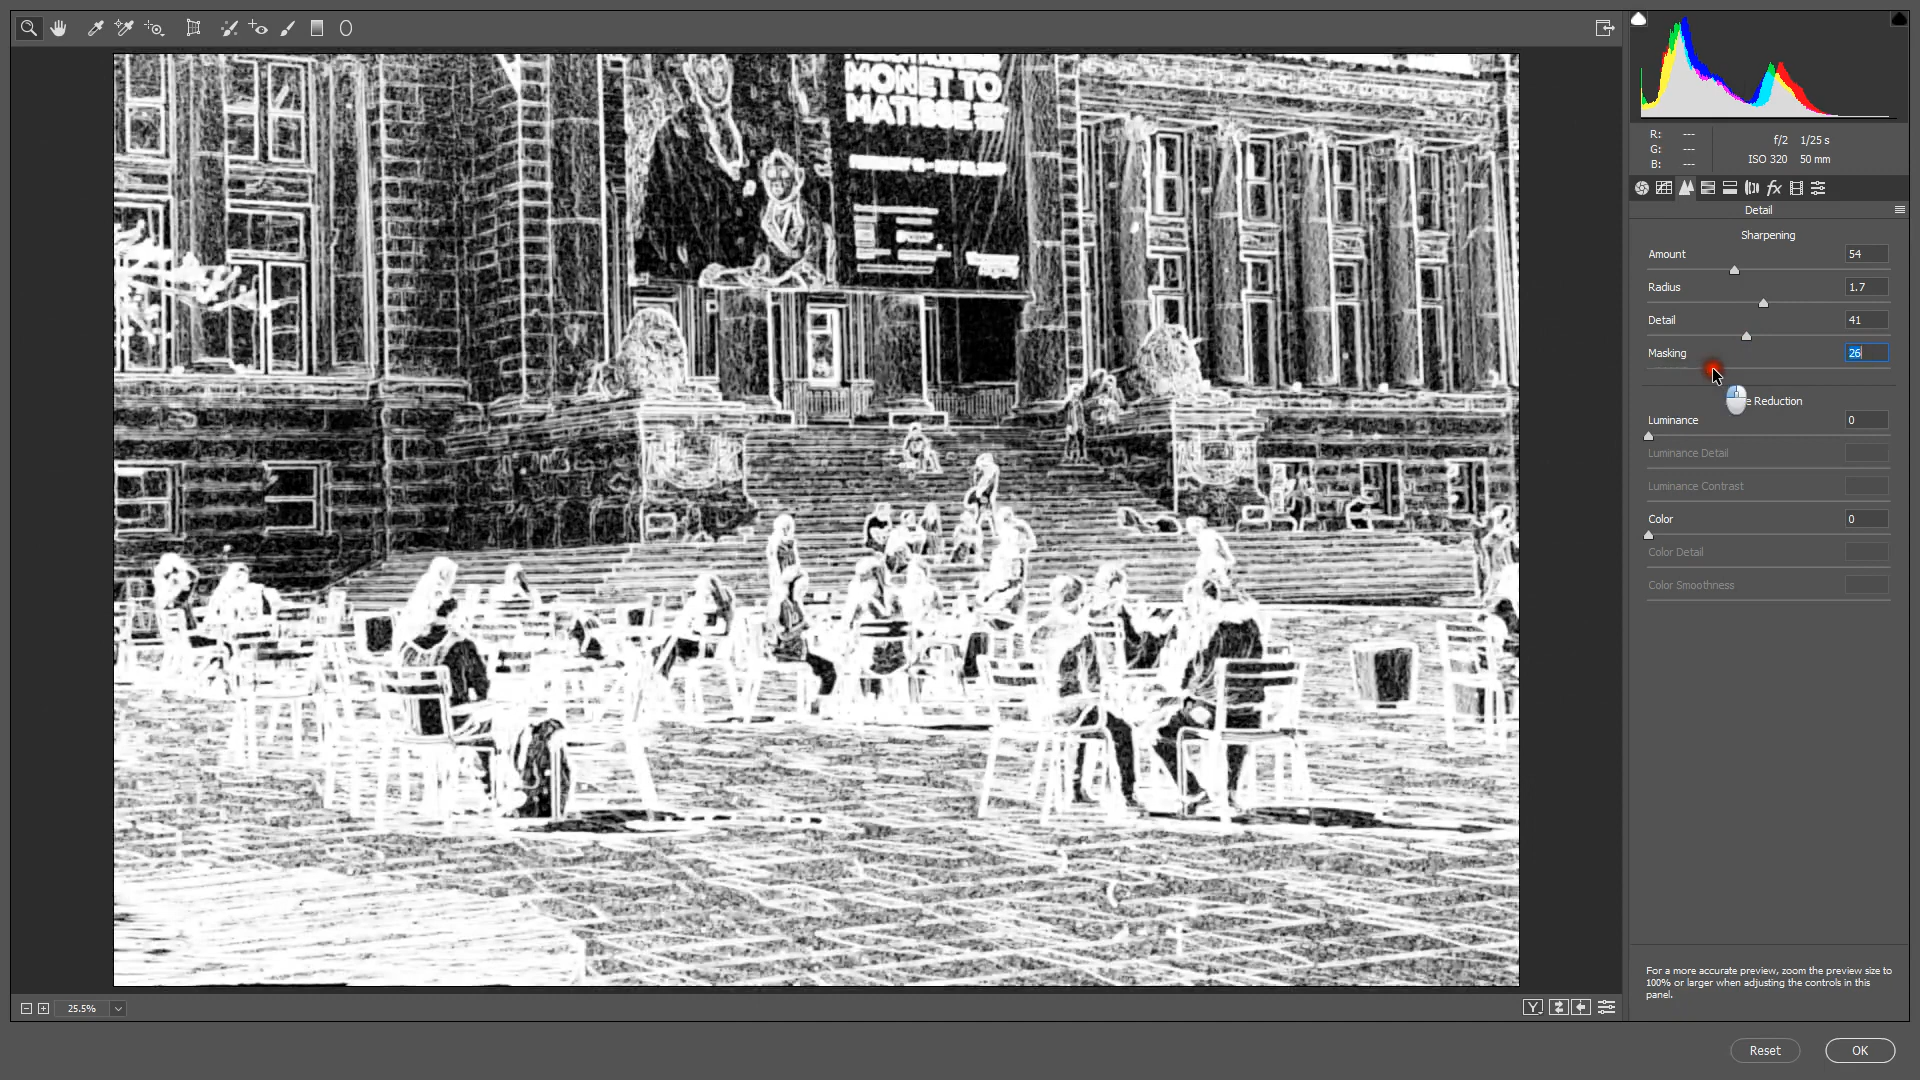 MONET TO
MATISSE
R: ---
G: ---
B: ---
f/2 1/25 s
ISO 320 50 mm
fx
Detail
Sharpening
Amount 54
Radius 1.7
Detail 41
Masking 26
Reduction
Luminance 0
Luminance Detail
Luminance Contrast
Color 0
Color Detail
Color Smoothness
For a more accurate preview, zoom the preview size to
100% or larger when adjusting the controls in this
panel.
25.5%
Y
Reset OK